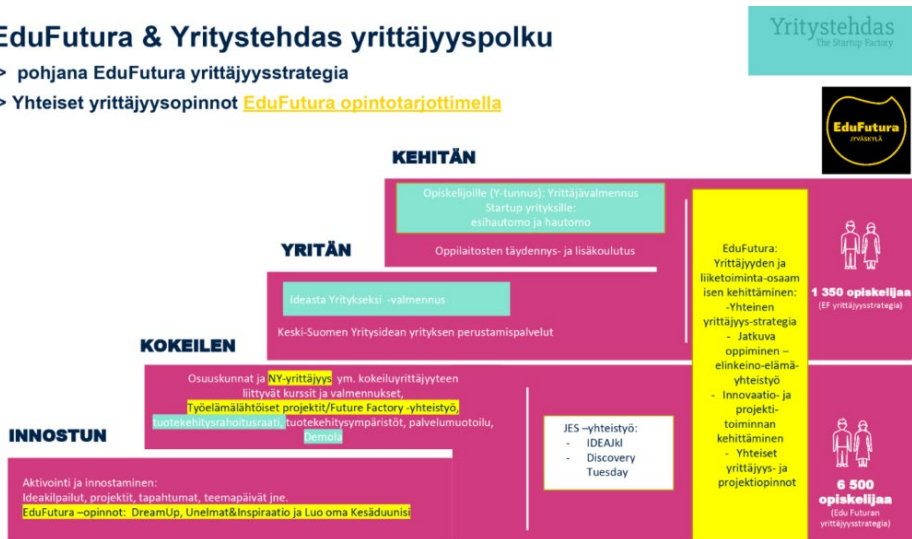 EduFutura & Yritystehdas yrittäjyyspolku
> pohjana EduFutura yrittäjyysstrategia
> Yhteiset yrittäjyysopinnot EduFutura opintotarjottimella
Yritystehdas
The Startup Factory
EduFutura
JYVÄSKYLÄ
KEHITÄN
Opiskelijoille (Y-tunnus): Yrittäjävalmennus
Startup yrityksille:
esihautomo ja hautomo
Oppilaitosten täydennys- ja lisäkoulutus
YRITÄN
Ideasta Yritykseksi -valmennus
Keski-Suomen Yritysidean yrityksen perustamispalvelut
KOKEILEN
Osuuskunnat ja NY-yrittäjyys ym. kokeiluyrittäjyyteen
liittyvät kurssit ja valmennukset,
Työelämälähtöiset projektit/Future Factory -yhteistyö,
tuotekehitysrahoitusraati, tuotekehitysympäristöt, palvelumuotoilu,
Demola
INNOSTUN
Aktivointi ja innostaminen:
Ideakilpailut, projektit, tapahtumat, teemapäivät jne.
EduFutura –opinnot: DreamUp, Unelmat&Inspiraatio ja Luo oma Kesäduunisi
JES –yhteistyö:
- IDEAJkl
- Discovery
Tuesday
EduFutura:
Yrittäjyyden ja
liiketoiminta-osaam
isen kehittäminen:
-Yhteinen
yrittäjyys-strategia
- Jatkuva
oppiminen –
elinkeino-elämä-
yhteistyö
- Innovaatio- ja
projekti-
toiminnan
kehittäminen
- Yhteiset
yrittäjyys- ja
projektiopinnot
1 350 opiskelijaa
(EF yrittäjyysstrategia)
6 500
opiskelijaa
(Edu Futuran
yrittäjyysstrategia)